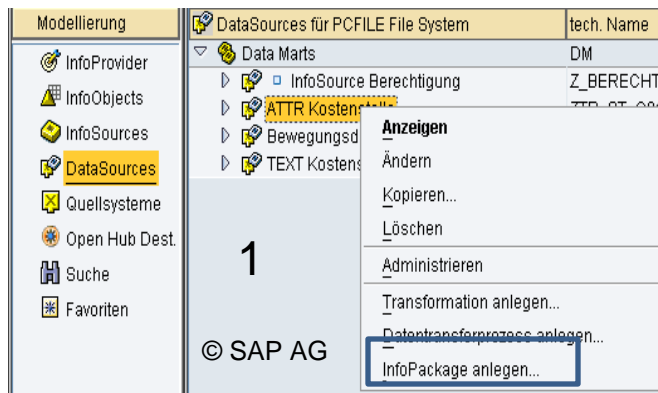 Modellierung
InfoProvider
InfoObjects
InfoSources
DataSources
Quellsysteme
Open Hub Dest.
Suche
Favoriten
DataSources für PCFILE File System
tech. Name
Data Marts
DM
InfoSource Berechtigung
Z_BERECHT
ATTR Kostenstelle
Bewegungsd
TEXT Kostens
Anzeigen
Ändern
Kopieren...
Löschen
Administrieren
Transformation anlegen...
Datentransferprozess anlegen...
InfoPackage anlegen...
1
© SAP AG